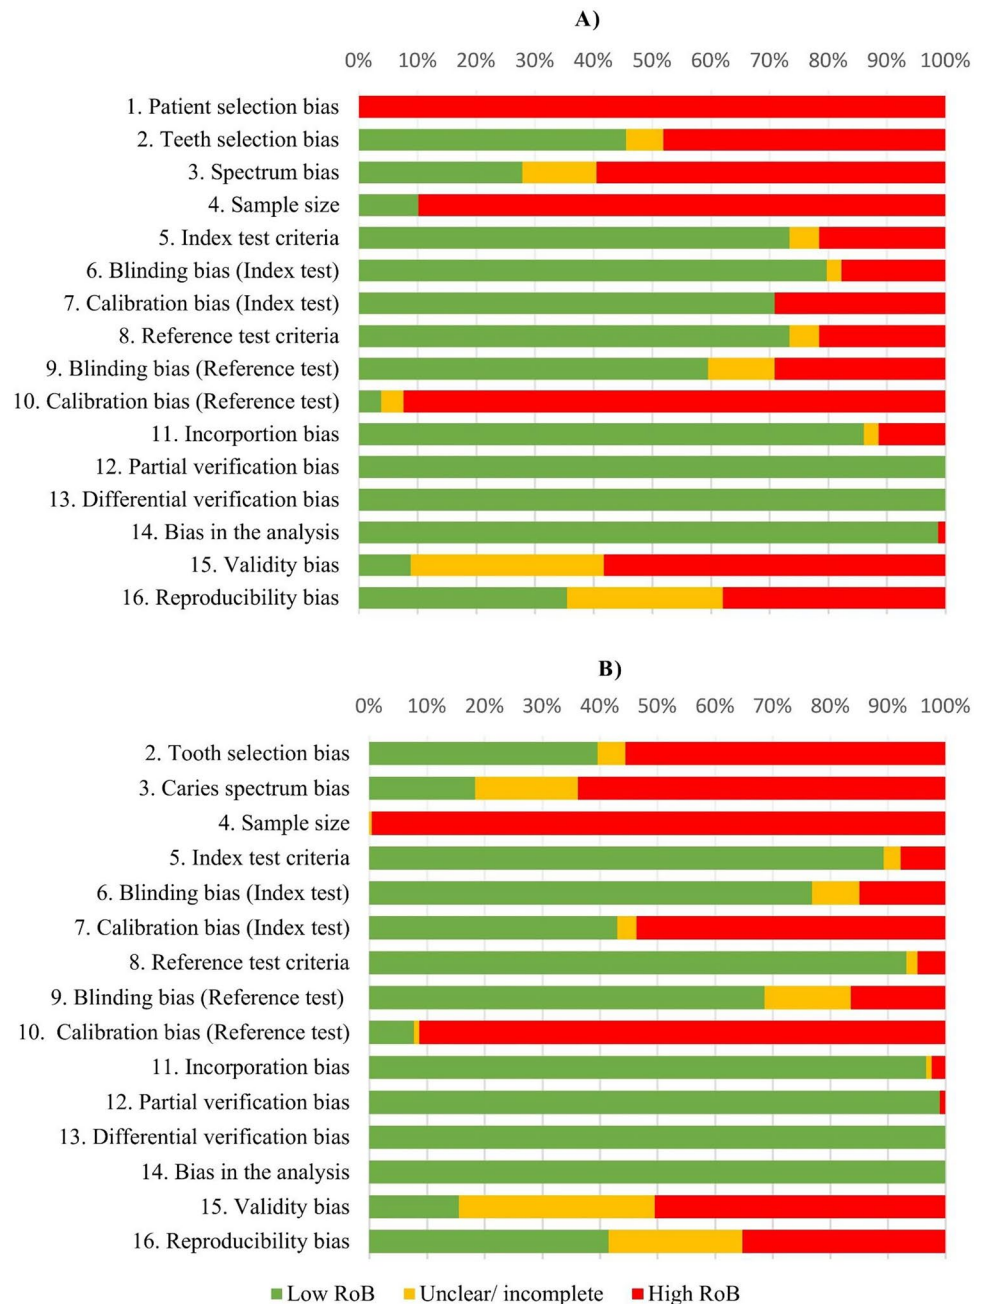 A)
0% 10% 20% 30% 40% 50% 60% 70% 80% 90% 100%
1. Patient selection bias
2. Teeth selection bias
3. Spectrum bias
4. Sample size
5. Index test criteria
6. Blinding bias (Index test)
7. Calibration bias (Index test)
8. Reference test criteria
9. Blinding bias (Reference test)
10. Calibration bias (Reference test)
11. Incorportion bias
12. Partial verification bias
13. Differential verification bias
14. Bias in the analysis
15. Validity bias
16. Reproducibility bias
B)
0% 10% 20% 30% 40% 50% 60% 70% 80% 90% 100%
2. Tooth selection bias
3. Caries spectrum bias
4. Sample size
5. Index test criteria
6. Blinding bias (Index test)
7. Calibration bias (Index test)
8. Reference test criteria
9. Blinding bias (Reference test)
10. Calibration bias (Reference test)
11. Incorporation bias
12. Partial verification bias
13. Differential verification bias
14. Bias in the analysis
15. Validity bias
16. Reproducibility bias
Low RoB Unclear/ incomplete High RoB